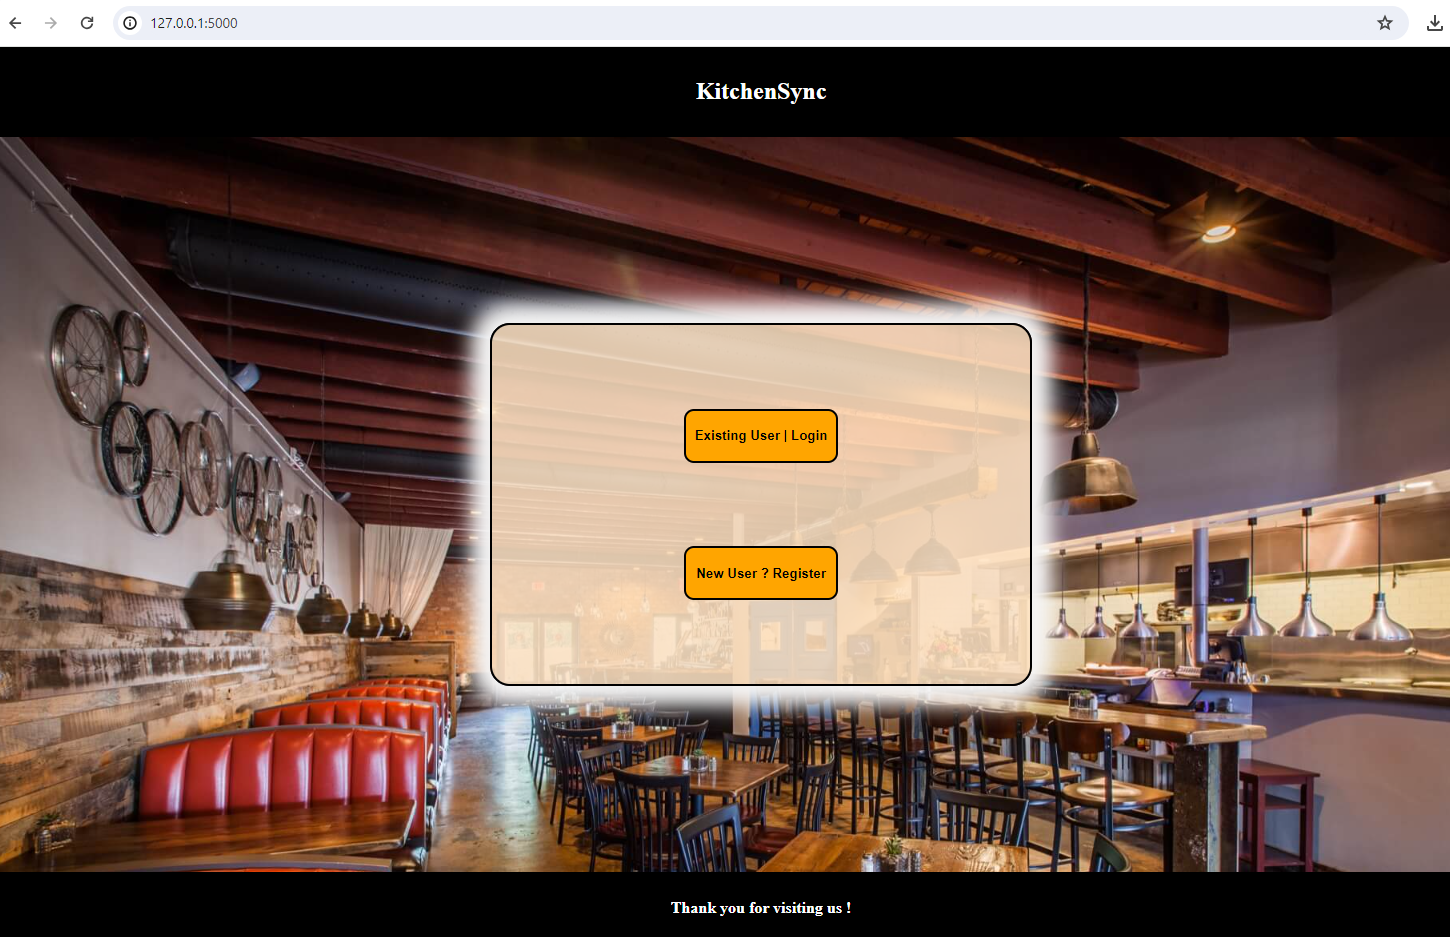 127.0.0.1:5000
KitchenSync
Existing User | Login
New User ? Register
Thank you for visiting us !